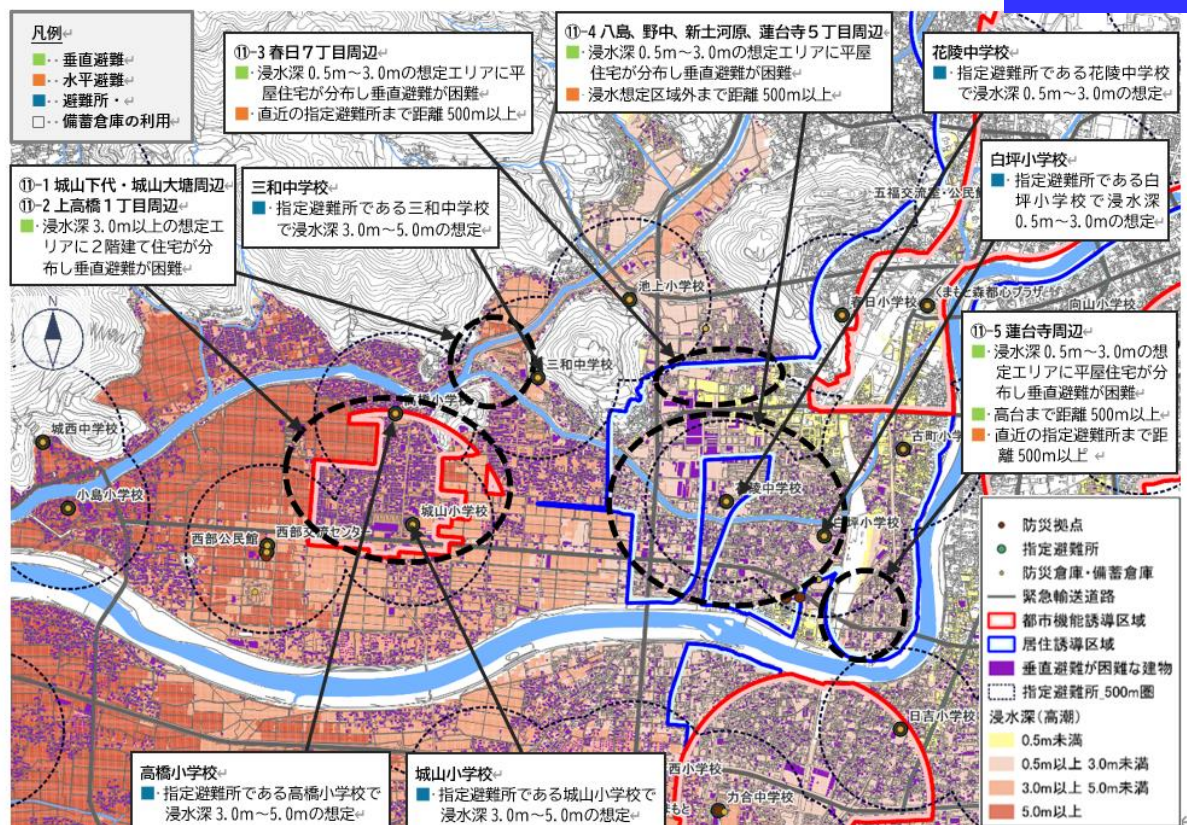 凡例
■‥垂直避難
■‥水平避難
■‥避難所・
□‥備蓄倉庫の利用
⑪-3 春日7丁目周辺
■・浸水深0.5m~3.0mの想定エリアに平
屋住宅が分布し垂直避難が困難
■・直近の指定避難所まで距離500m以上
⑪-4 八島、野中、新土河原、蓮台寺5丁目周辺
■・浸水深0.5m~3.0mの想定エリアに平屋
住宅が分布し垂直避難が困難
■・浸水想定区域外まで距離500m以上
花陵中学校
■・指定避難所である花陵中学校
で浸水深0.5m~3.0mの想定
⑪-1 城山下代・城山大塘周辺
⑪-2 上高橋1丁目周辺
■・浸水深3.0m以上の想定エ
リアに2階建て住宅が分
布し垂直避難が困難
三和中学校
■・指定避難所である三和中学校
で浸水深3.0m~5.0mの想定
白坪小学校
■・指定避難所である白
坪小学校で浸水深
0.5m~3.0mの想定
五福交流室・公民館
N
池上小学校
春日小学校
くまもと森都心プラザ
向山小学校
⑪-5 蓮台寺周辺
■・浸水深0.5m~3.0mの想
定エリアに平屋住宅が分
布し垂直避難が困難
■・高台まで距離500m以上
■・直近の指定避難所まで距
離500m以上
三和中学校
城西中学校
古町小学
小島小学校
城山小学校
西部公民館
西部交流センター
白坪小学校
防災拠点
指定避難所
防災倉庫・備蓄倉庫
緊急輸送道路
都市機能誘導区域
居住誘導区域
垂直避難が困難な建物
指定避難所_500m圏
浸水深(高潮)
0.5m未満
0.5m以上 3.0m未満
3.0m以上 5.0m未満
5.0m以上
日吉小学校
西小学校
力合中学校
高橋小学校
■・指定避難所である高橋小学校で
浸水深3.0m~5.0mの想定
城山小学校
■・指定避難所である城山小学校で
浸水深3.0m~5.0mの想定